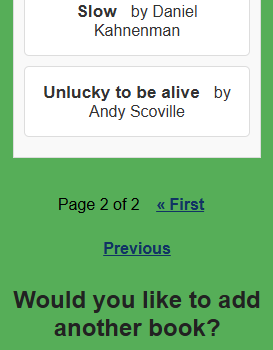 Slow by Daniel
Kahnenman
Unlucky to be alive by
Andy Scoville
Page 2 of 2 « First
Previous
Would you like to add
another book?